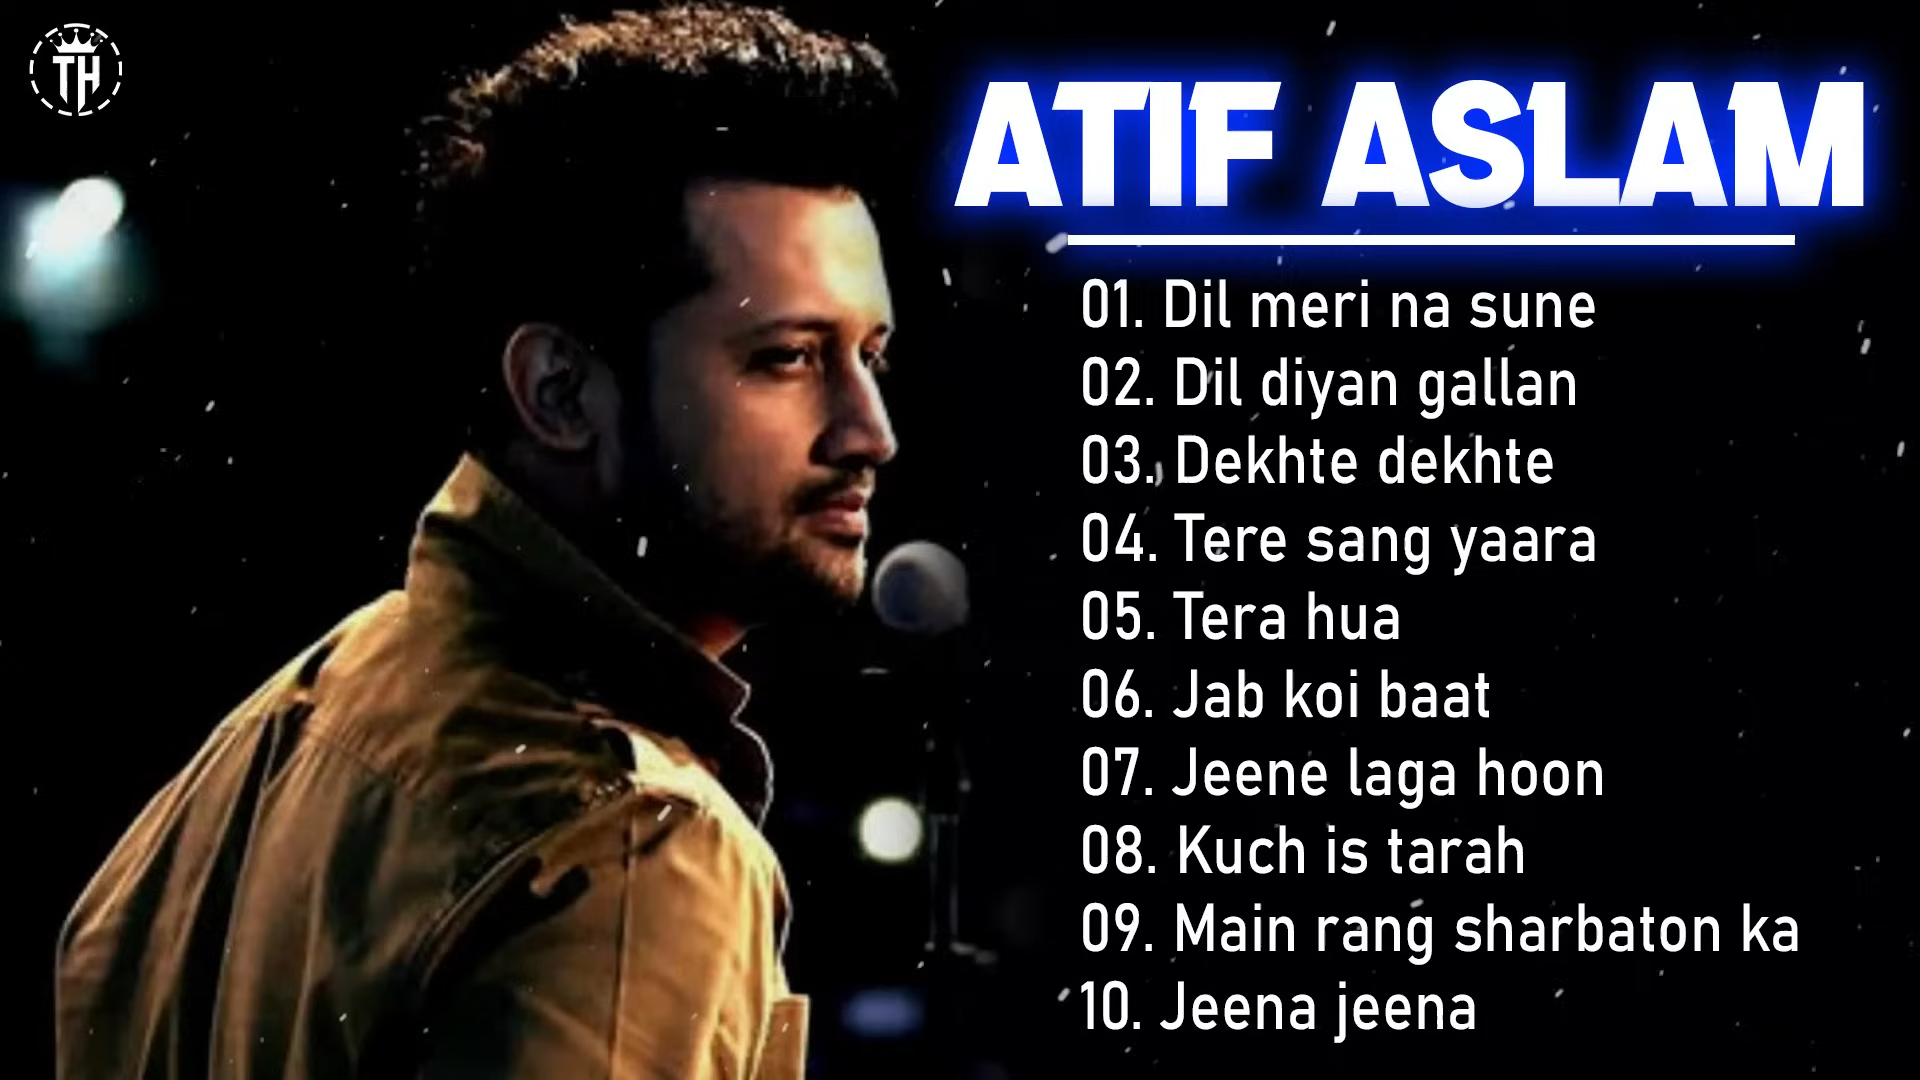 TH
ATIF ASLAM
01. Dil meri na sune
02. Dil diyan gallan
03. Dekhte dekhte
04. Tere sang yaara
05. Tera hua
06. Jab koi baat
07. Jeene laga hoon
08. Kuch is tarah
09. Main rang sharbaton ka
10. Jeena jeena